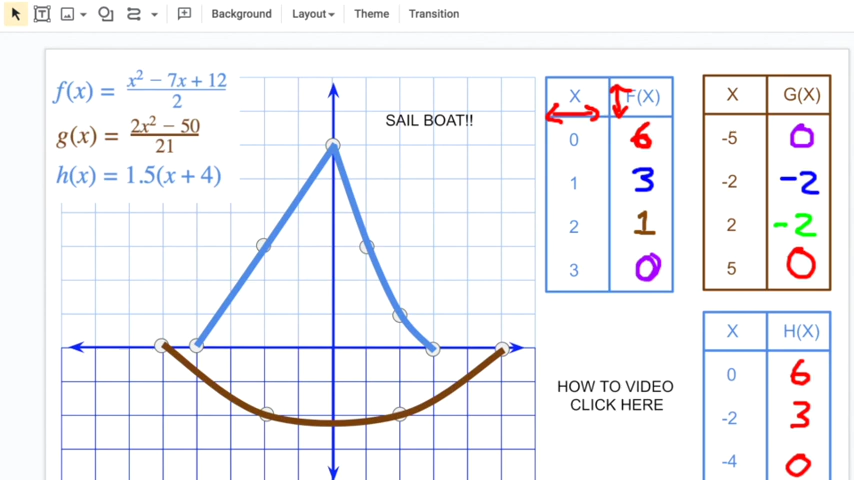 Background Layout Theme Transition
f(x) = x² − 7x + 12 / 2
g(x) = 2x² − 50 / 21
h(x) = 1.5(x + 4)
SAIL BOAT!!
X F(X)
0 6
1 3
2 1
3 0
X G(X)
-5 0
-2 -2
2 -2
5 0
HOW TO VIDEO
CLICK HERE
X H(X)
0 6
-2 3
-4 0